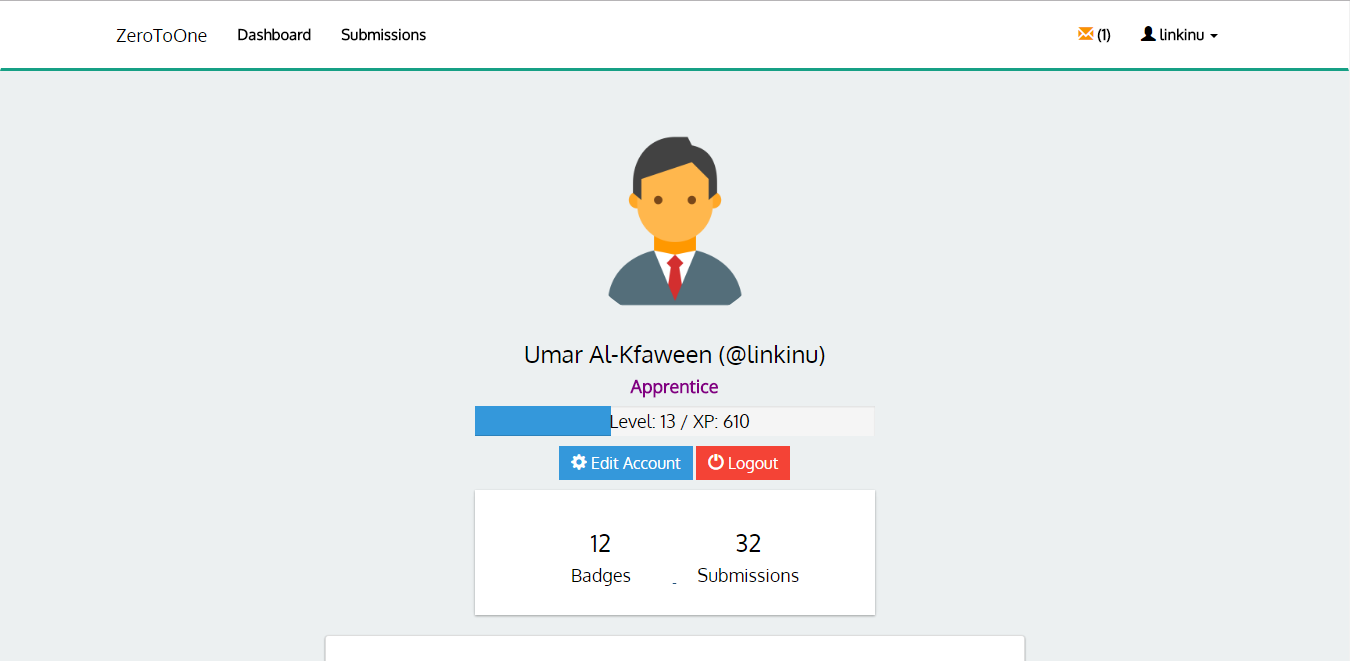 ZeroToOne Dashboard Submissions (1) linkinu
Umar Al-Kfaween (@linkinu)
Apprentice
Level: 13 / XP: 610
Edit Account Logout
12 32
Badges - Submissions